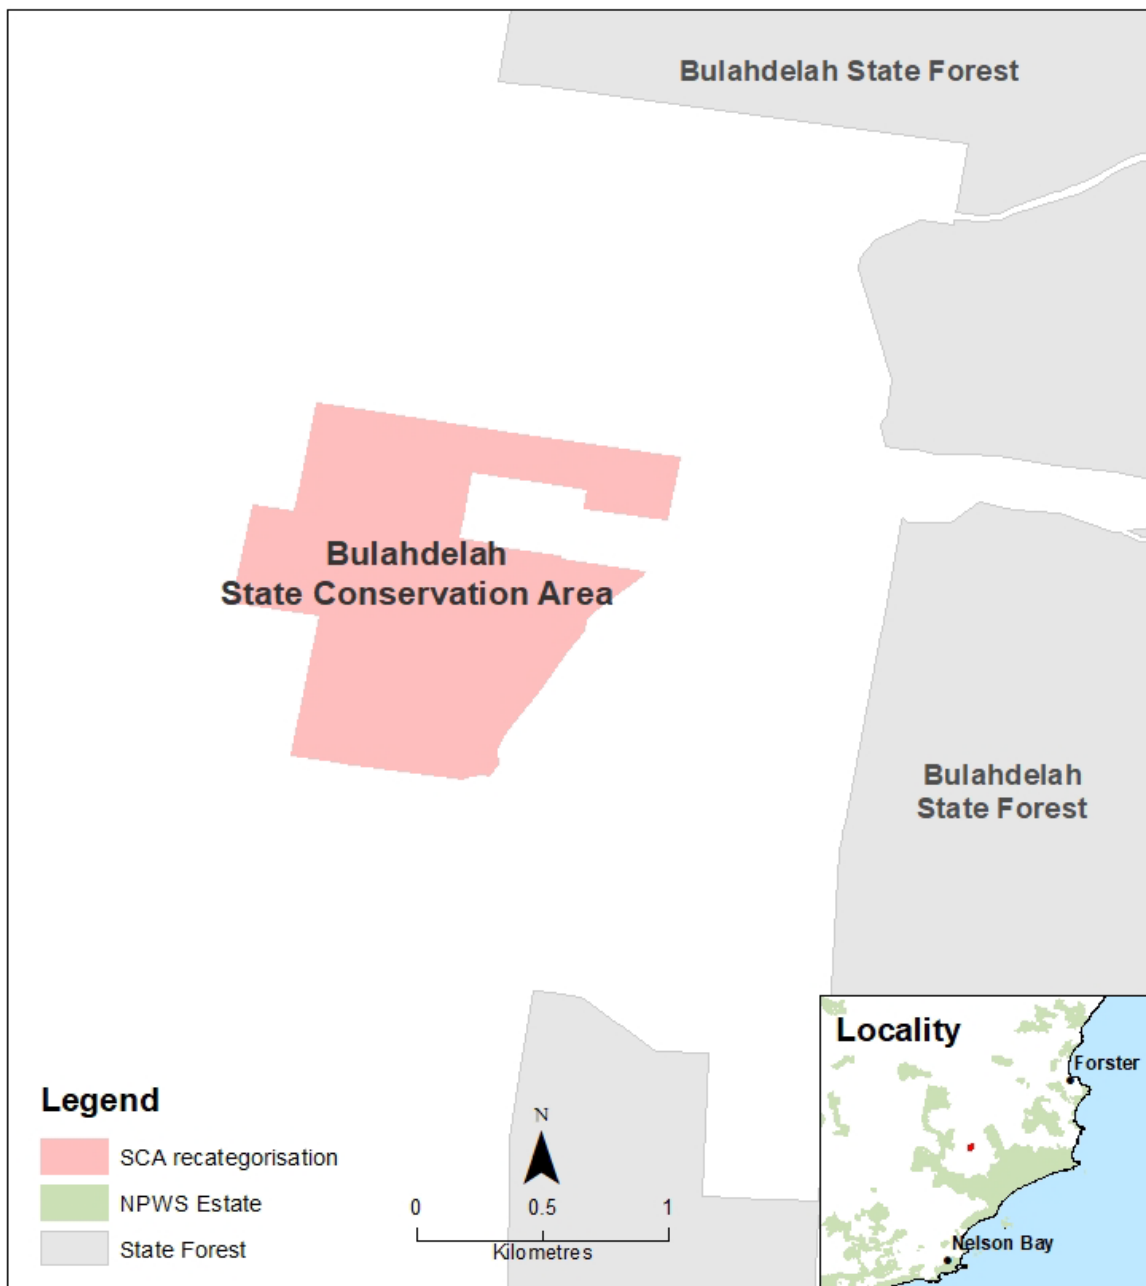 Bulahdelah State Forest
Bulahdelah
State Conservation Area
Bulahdelah
State Forest
Legend
SCA recategorisation
NPWS Estate
State Forest
N
0 0.5 1
Kilometres
Locality
Forster
Nelson Bay